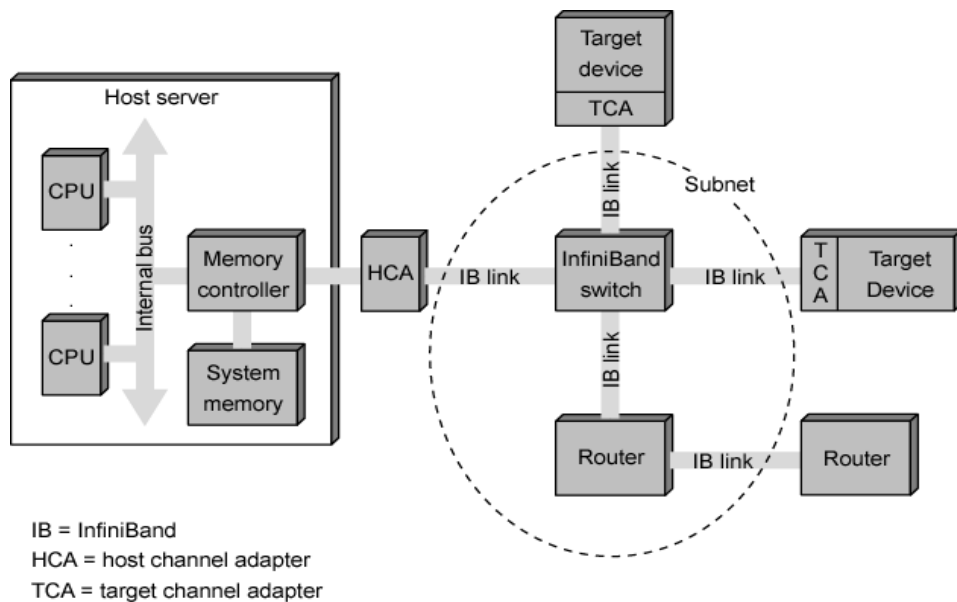 Target
device
TCA
Host server
Subnet
IB link
CPU
Internal bus
Memory
controller
HCA
IB link
InfiniBand
switch
IB link
TCA
Target
Device
.
.
.
CPU
System
memory
IB link
Router
IB link
Router
IB = InfiniBand
HCA = host channel adapter
TCA = target channel adapter